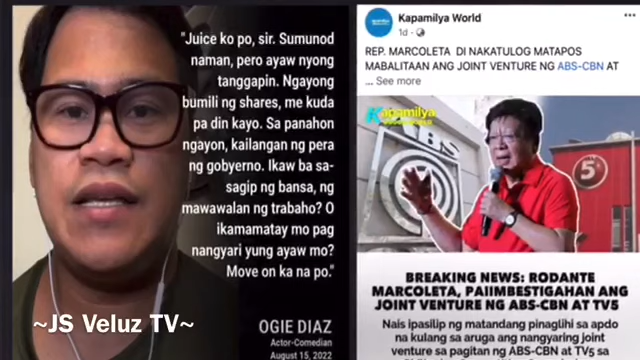 "Juice ko po, sir. Sumunod
naman, pero ayaw nyong
tanggapin. Ngayong
bumili ng shares, me kuda
pa din kayo. Sa panahon
ngayon, kailangan ng pera
ng gobyerno. Ikaw ba sa-
sagip ng bansa, ng
mawawalan ng trabaho? O
ikamamatay mo pag
nangyari yung ayaw mo?
Move on ka na po."
OGIE DIAZ
Actor-Comedian
August 15, 2022
~JS Veluz TV~
Kapamilya World
1d
REP. MARCOLETA DI NAKATULOG MATAPOS
MABALITAAN ANG JOINT VENTURE NG ABS-CBN AT
... See more
Kapamilya
ABS
5
BREAKING NEWS: RODANTE
MARCOLETA, PAIIMBESTIGAHAN ANG
JOINT VENTURE NG ABS-CBN AT TV5
Nais ipasilip ng matandang pinaglihi sa apdo
na kulang sa aruga ang nangyaring joint
venture sa pagitan ng ABS-CBN at TV5 sa